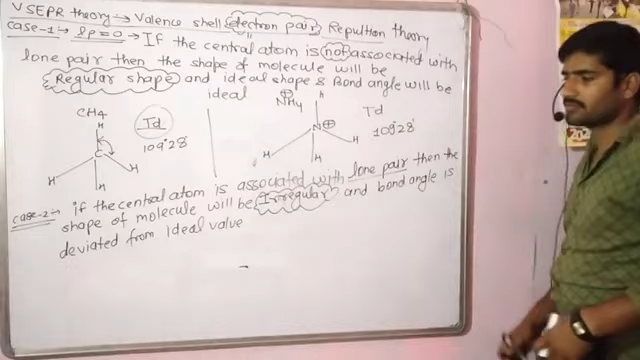 VSEPR theory → Valence shell electron pair Repultion theory
case-1 → lp=0 → If the central atom is not associated with
lone pair then the shape of molecule will be
Regular shape and ideal shape & Bond angle will be
ideal
CH4
Td
109°28'
H
C
H
H
H
⊕
NH4
Td
109°28'
H
N⊕
H
H
H
case-2 → if the central atom is associated with lone pair then the
shape of molecule will be Irregular and bond angle is
deviated from ideal value